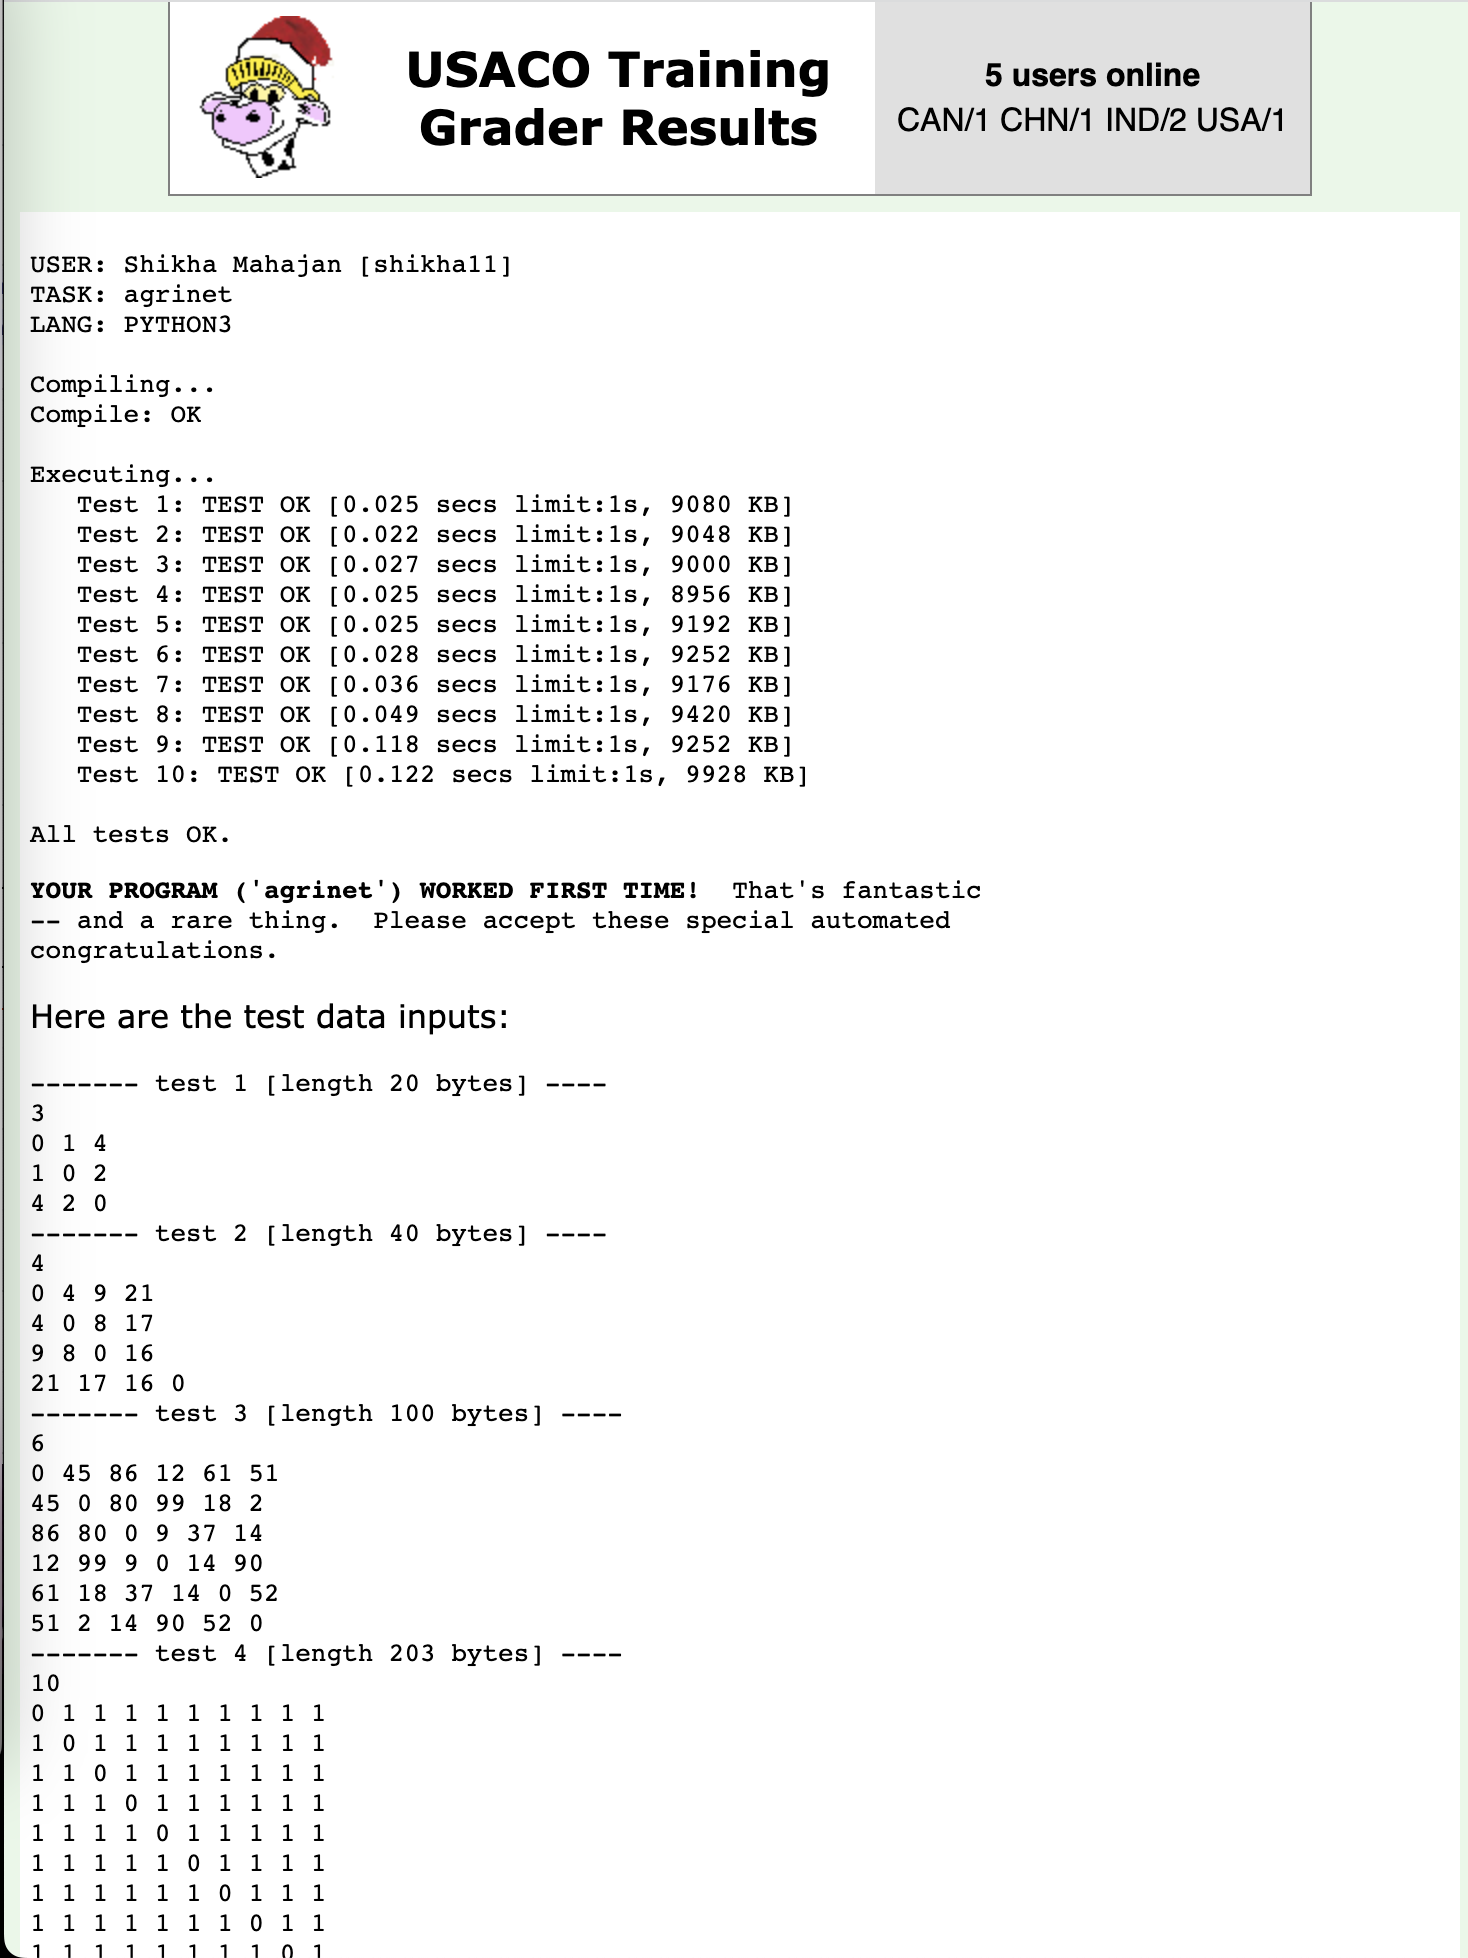 USACO Training
Grader Results
5 users online
CAN/1 CHN/1 IND/2 USA/1
USER: Shikha Mahajan [shikha11]
TASK: agrinet
LANG: PYTHON3
Compiling...
Compile: OK
Executing...
Test 1: TEST OK [0.025 secs limit:1s, 9080 KB]
Test 2: TEST OK [0.022 secs limit:1s, 9048 KB]
Test 3: TEST OK [0.027 secs limit:1s, 9000 KB]
Test 4: TEST OK [0.025 secs limit:1s, 8956 KB]
Test 5: TEST OK [0.025 secs limit:1s, 9192 KB]
Test 6: TEST OK [0.028 secs limit:1s, 9252 KB]
Test 7: TEST OK [0.036 secs limit:1s, 9176 KB]
Test 8: TEST OK [0.049 secs limit:1s, 9420 KB]
Test 9: TEST OK [0.118 secs limit:1s, 9252 KB]
Test 10: TEST OK [0.122 secs limit:1s, 9928 KB]
All tests OK.
YOUR PROGRAM ('agrinet') WORKED FIRST TIME!  That's fantastic
-- and a rare thing.  Please accept these special automated
congratulations.
Here are the test data inputs:
------- test 1 [length 20 bytes] ----
3
0 1 4
1 0 2
4 2 0
------- test 2 [length 40 bytes] ----
4
0 4 9 21
4 0 8 17
9 8 0 16
21 17 16 0
------- test 3 [length 100 bytes] ----
6
0 45 86 12 61 51
45 0 80 99 18 2
86 80 0 9 37 14
12 99 9 0 14 90
61 18 37 14 0 52
51 2 14 90 52 0
------- test 4 [length 203 bytes] ----
10
0 1 1 1 1 1 1 1 1 1
1 0 1 1 1 1 1 1 1 1
1 1 0 1 1 1 1 1 1 1
1 1 1 0 1 1 1 1 1 1
1 1 1 1 0 1 1 1 1 1
1 1 1 1 1 0 1 1 1 1
1 1 1 1 1 1 0 1 1 1
1 1 1 1 1 1 1 0 1 1
1 1 1 1 1 1 1 1 0 1